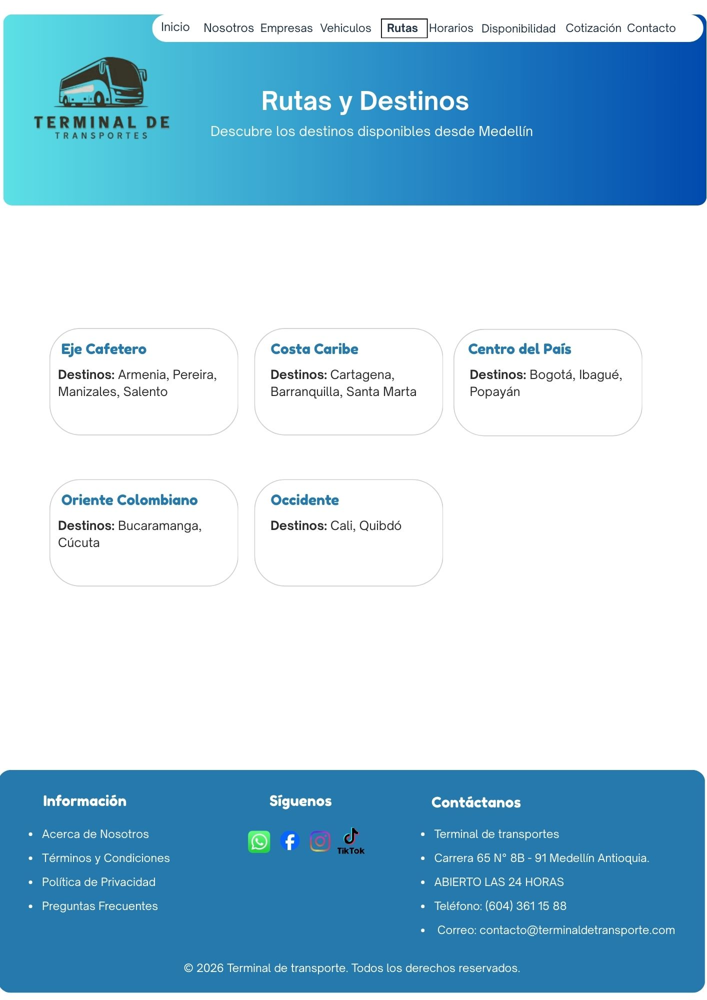 Inicio Nosotros Empresas Vehiculos Rutas Horarios Disponibilidad Cotización Contacto
TERMINAL DE
TRANSPORTES
Rutas y Destinos
Descubre los destinos disponibles desde Medellín
Eje Cafetero
Destinos: Armenia, Pereira,
Manizales, Salento
Costa Caribe
Destinos: Cartagena,
Barranquilla, Santa Marta
Centro del País
Destinos: Bogotá, Ibagué,
Popayán
Oriente Colombiano
Destinos: Bucaramanga,
Cúcuta
Occidente
Destinos: Cali, Quibdó
Información
• Acerca de Nosotros
• Términos y Condiciones
• Política de Privacidad
• Preguntas Frecuentes
Síguenos
TikTok
Contáctanos
• Terminal de transportes
• Carrera 65 N° 8B - 91 Medellín Antioquia.
• ABIERTO LAS 24 HORAS
• Teléfono: (604) 361 15 88
• Correo: contacto@terminaldetransporte.com
© 2026 Terminal de transporte. Todos los derechos reservados.